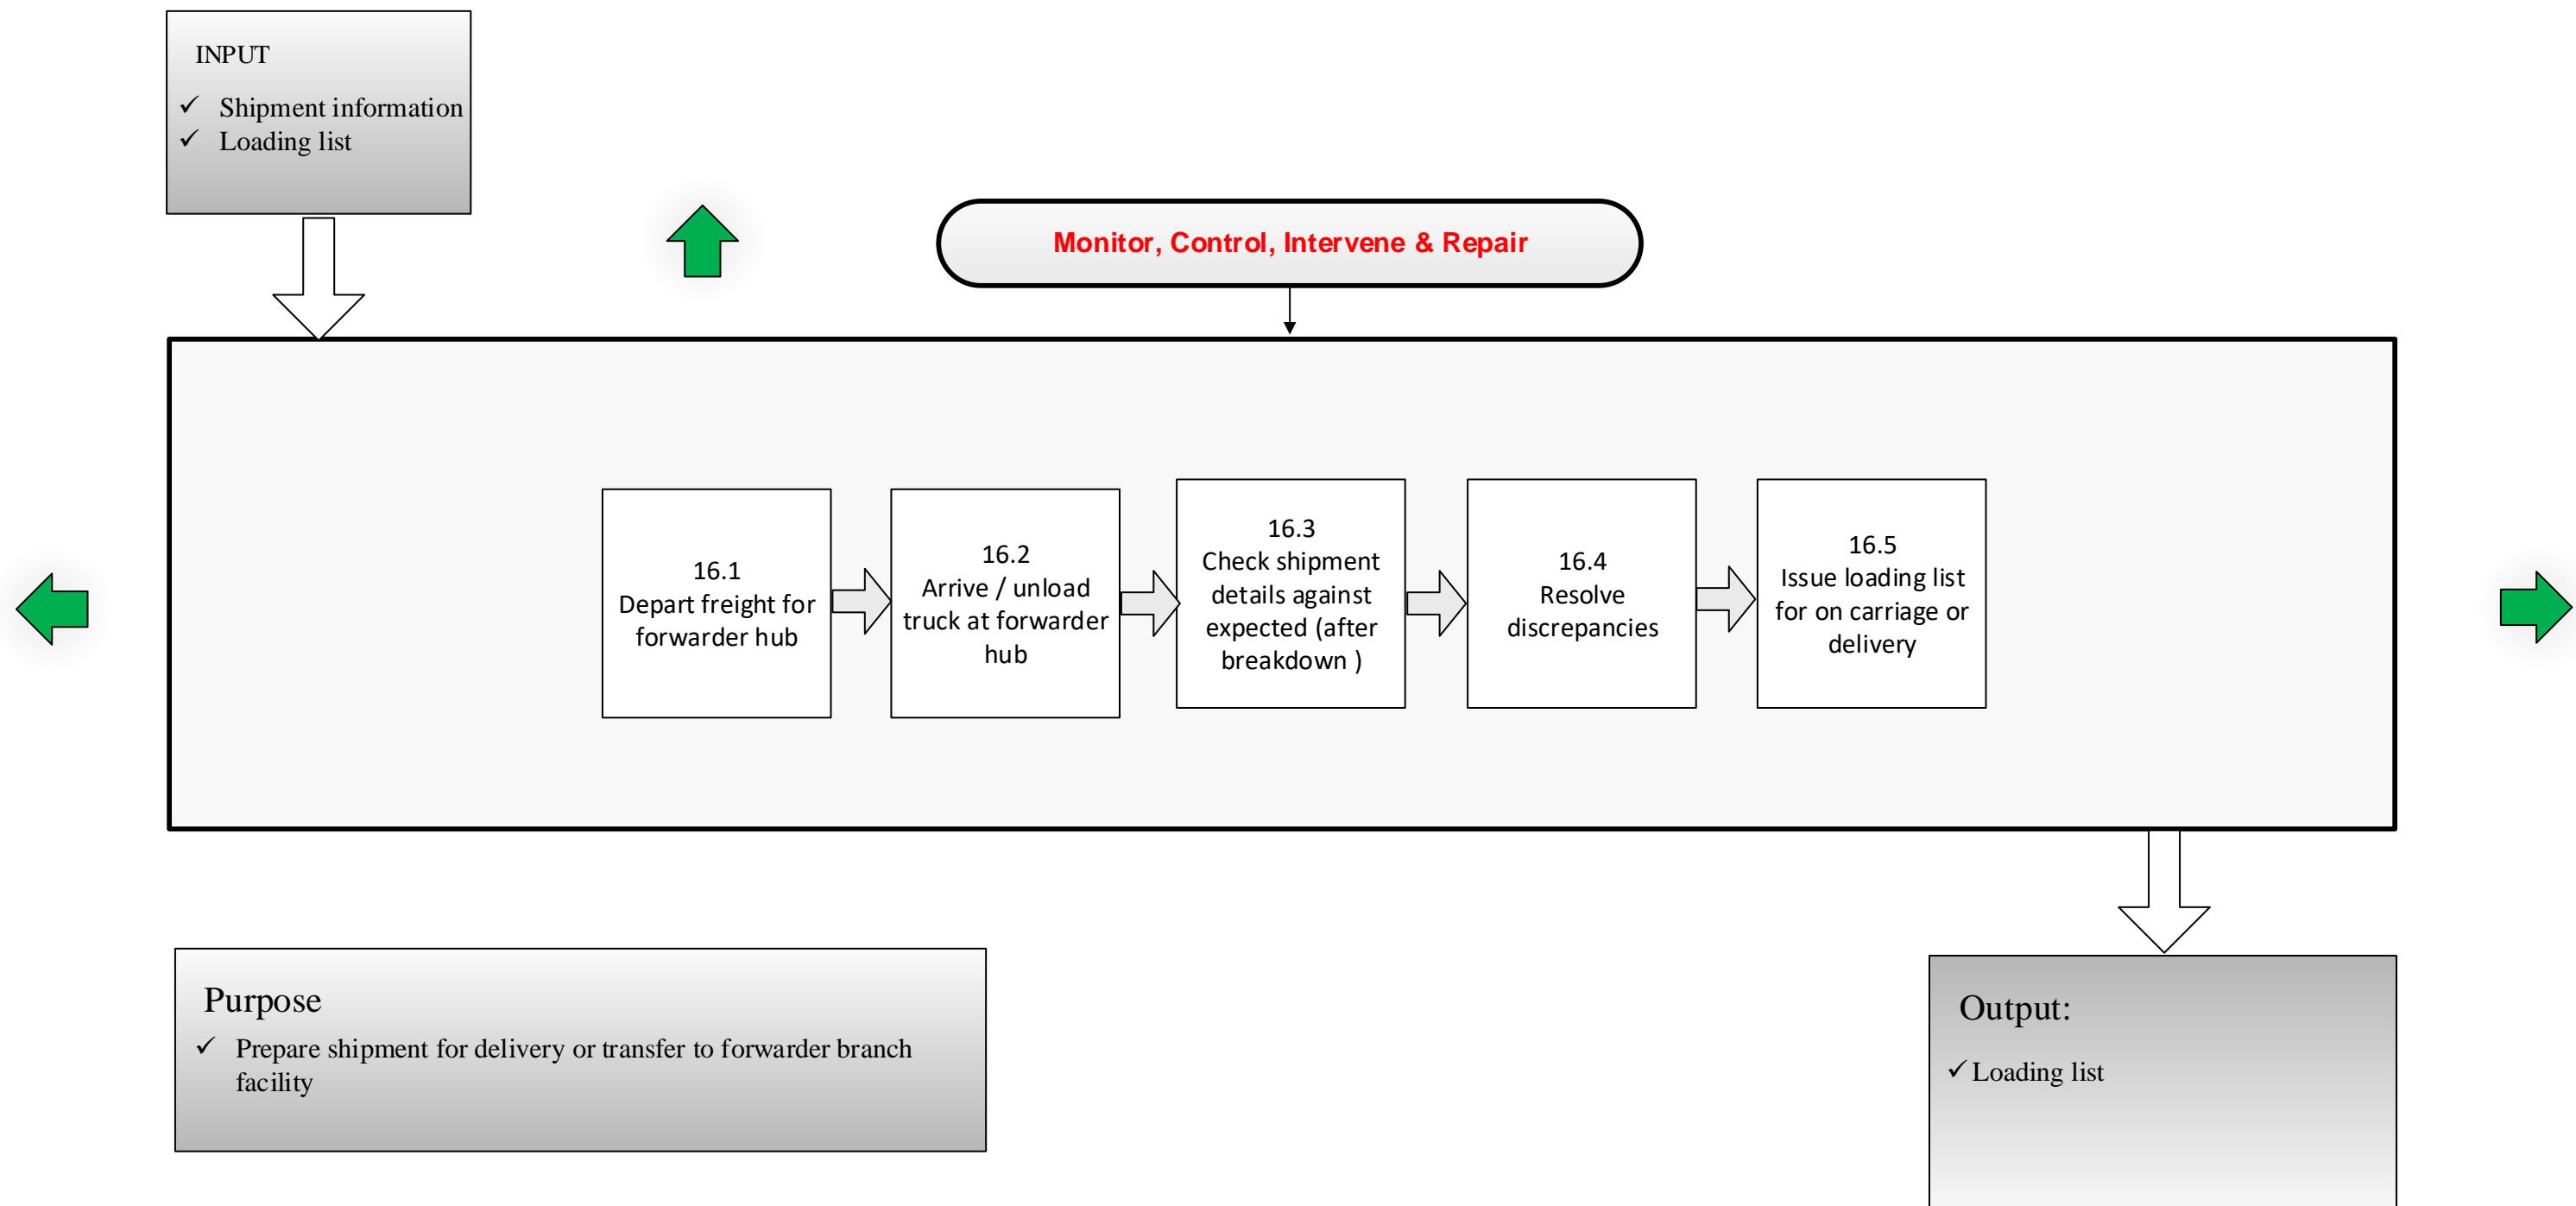 INPUT
✓ Shipment information
✓ Loading list
Monitor, Control, Intervene & Repair
16.1
Depart freight for
forwarder hub
16.2
Arrive / unload
truck at forwarder
hub
16.3
Check shipment
details against
expected (after
breakdown )
16.4
Resolve
discrepancies
16.5
Issue loading list
for on carriage or
delivery
Purpose
✓ Prepare shipment for delivery or transfer to forwarder branch
facility
Output:
✓ Loading list